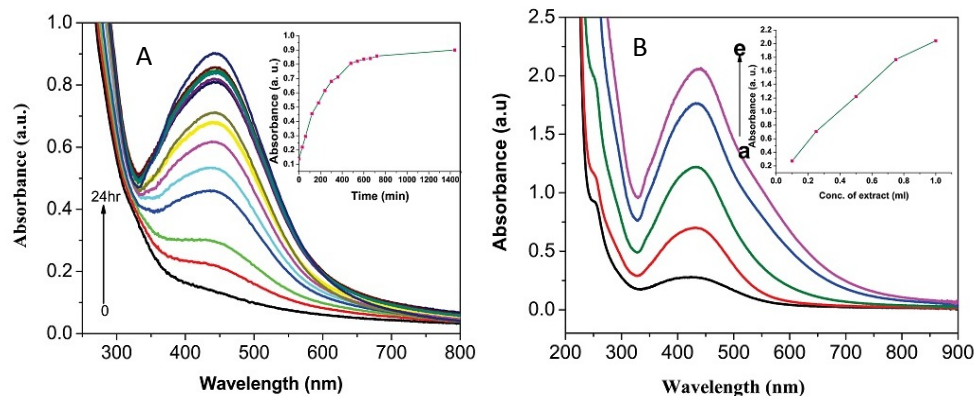 A
Absorbance (a.u.)
1.0
0.8
0.6
0.4
0.2
0.0
300 400 500 600 700 800
Wavelength (nm)
24hr
0
Absorbance (a. u.)
1.0
0.9
0.8
0.7
0.6
0.5
0.4
0.3
0.2
0.1
0 200 400 600 800 1000 1200 1400
Time (min)
B
Absorbance (a.u)
2.5
2.0
1.5
1.0
0.5
0.0
200 300 400 500 600 700 800 900
Wavelength (nm)
e
a
Absorbance (a. u.)
2.2
2.0
1.8
1.6
1.4
1.2
1.0
0.8
0.6
0.4
0.2
0.0 0.2 0.4 0.6 0.8 1.0
Conc. of extract (ml)